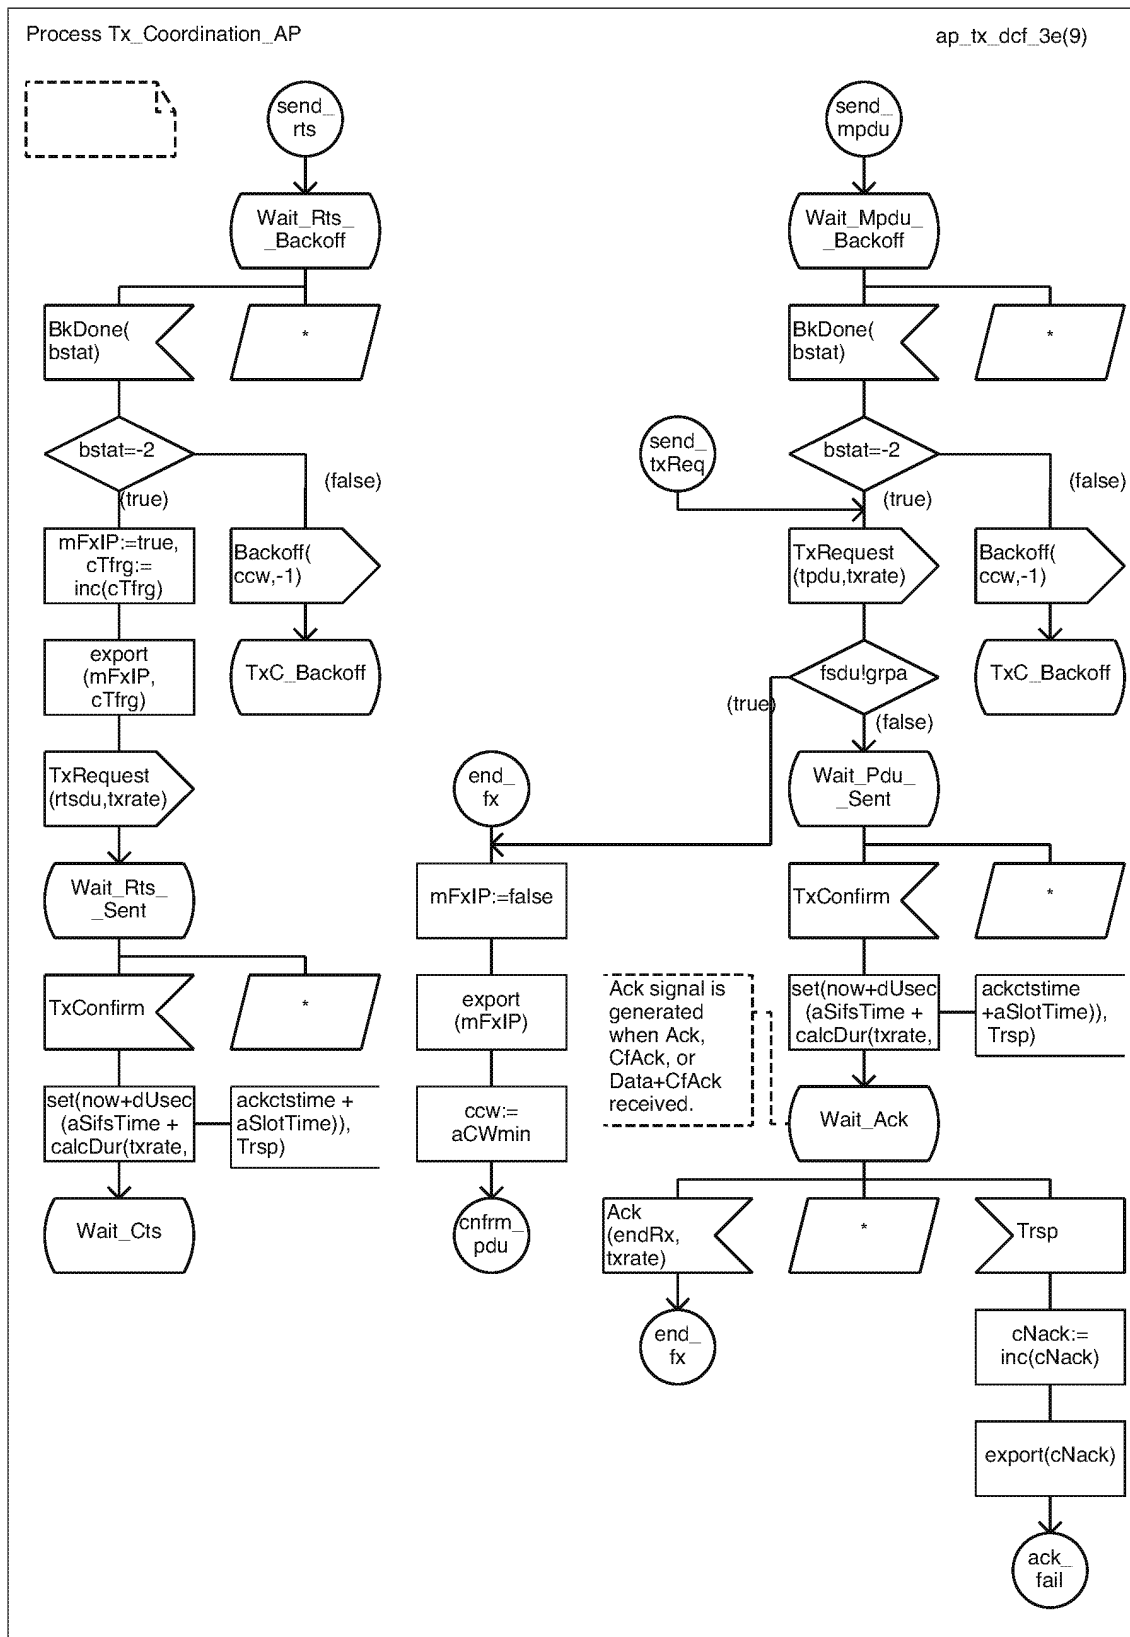 Process Tx_Coordination_AP
ap_tx_dcf_3e(9)
send_
rts
Wait_Rts_
_Backoff
BkDone(
bstat)
*
bstat=-2
(true)
(false)
mFxIP:=true,
cTfrg:=
inc(cTfrg)
Backoff(
ccw,-1)
export
(mFxIP,
cTfrg)
TxC_Backoff
TxRequest
(rtsdu,txrate)
Wait_Rts_
_Sent
TxConfirm
*
set(now+dUsec
(aSifsTime +
calcDur(txrate,
ackctstime +
aSlotTime)),
Trsp)
Wait_Cts
end_
fx
mFxIP:=false
export
(mFxIP)
ccw:=
aCWmin
cnfrm_
pdu
send_
mpdu
Wait_Mpdu_
_Backoff
BkDone(
bstat)
*
send_
txReq
bstat=-2
(true)
(false)
TxRequest
(tpdu,txrate)
Backoff(
ccw,-1)
fsdu!grpa
TxC_Backoff
(true)
(false)
Wait_Pdu_
_Sent
TxConfirm
*
Ack signal is
generated
when Ack,
CfAck, or
Data+CfAck
received.
set(now+dUsec
(aSifsTime +
calcDur(txrate,
ackctstime
+aSlotTime)),
Trsp)
Wait_Ack
Ack
(endRx,
txrate)
*
Trsp
end_
fx
cNack:=
inc(cNack)
export(cNack)
ack_
fail